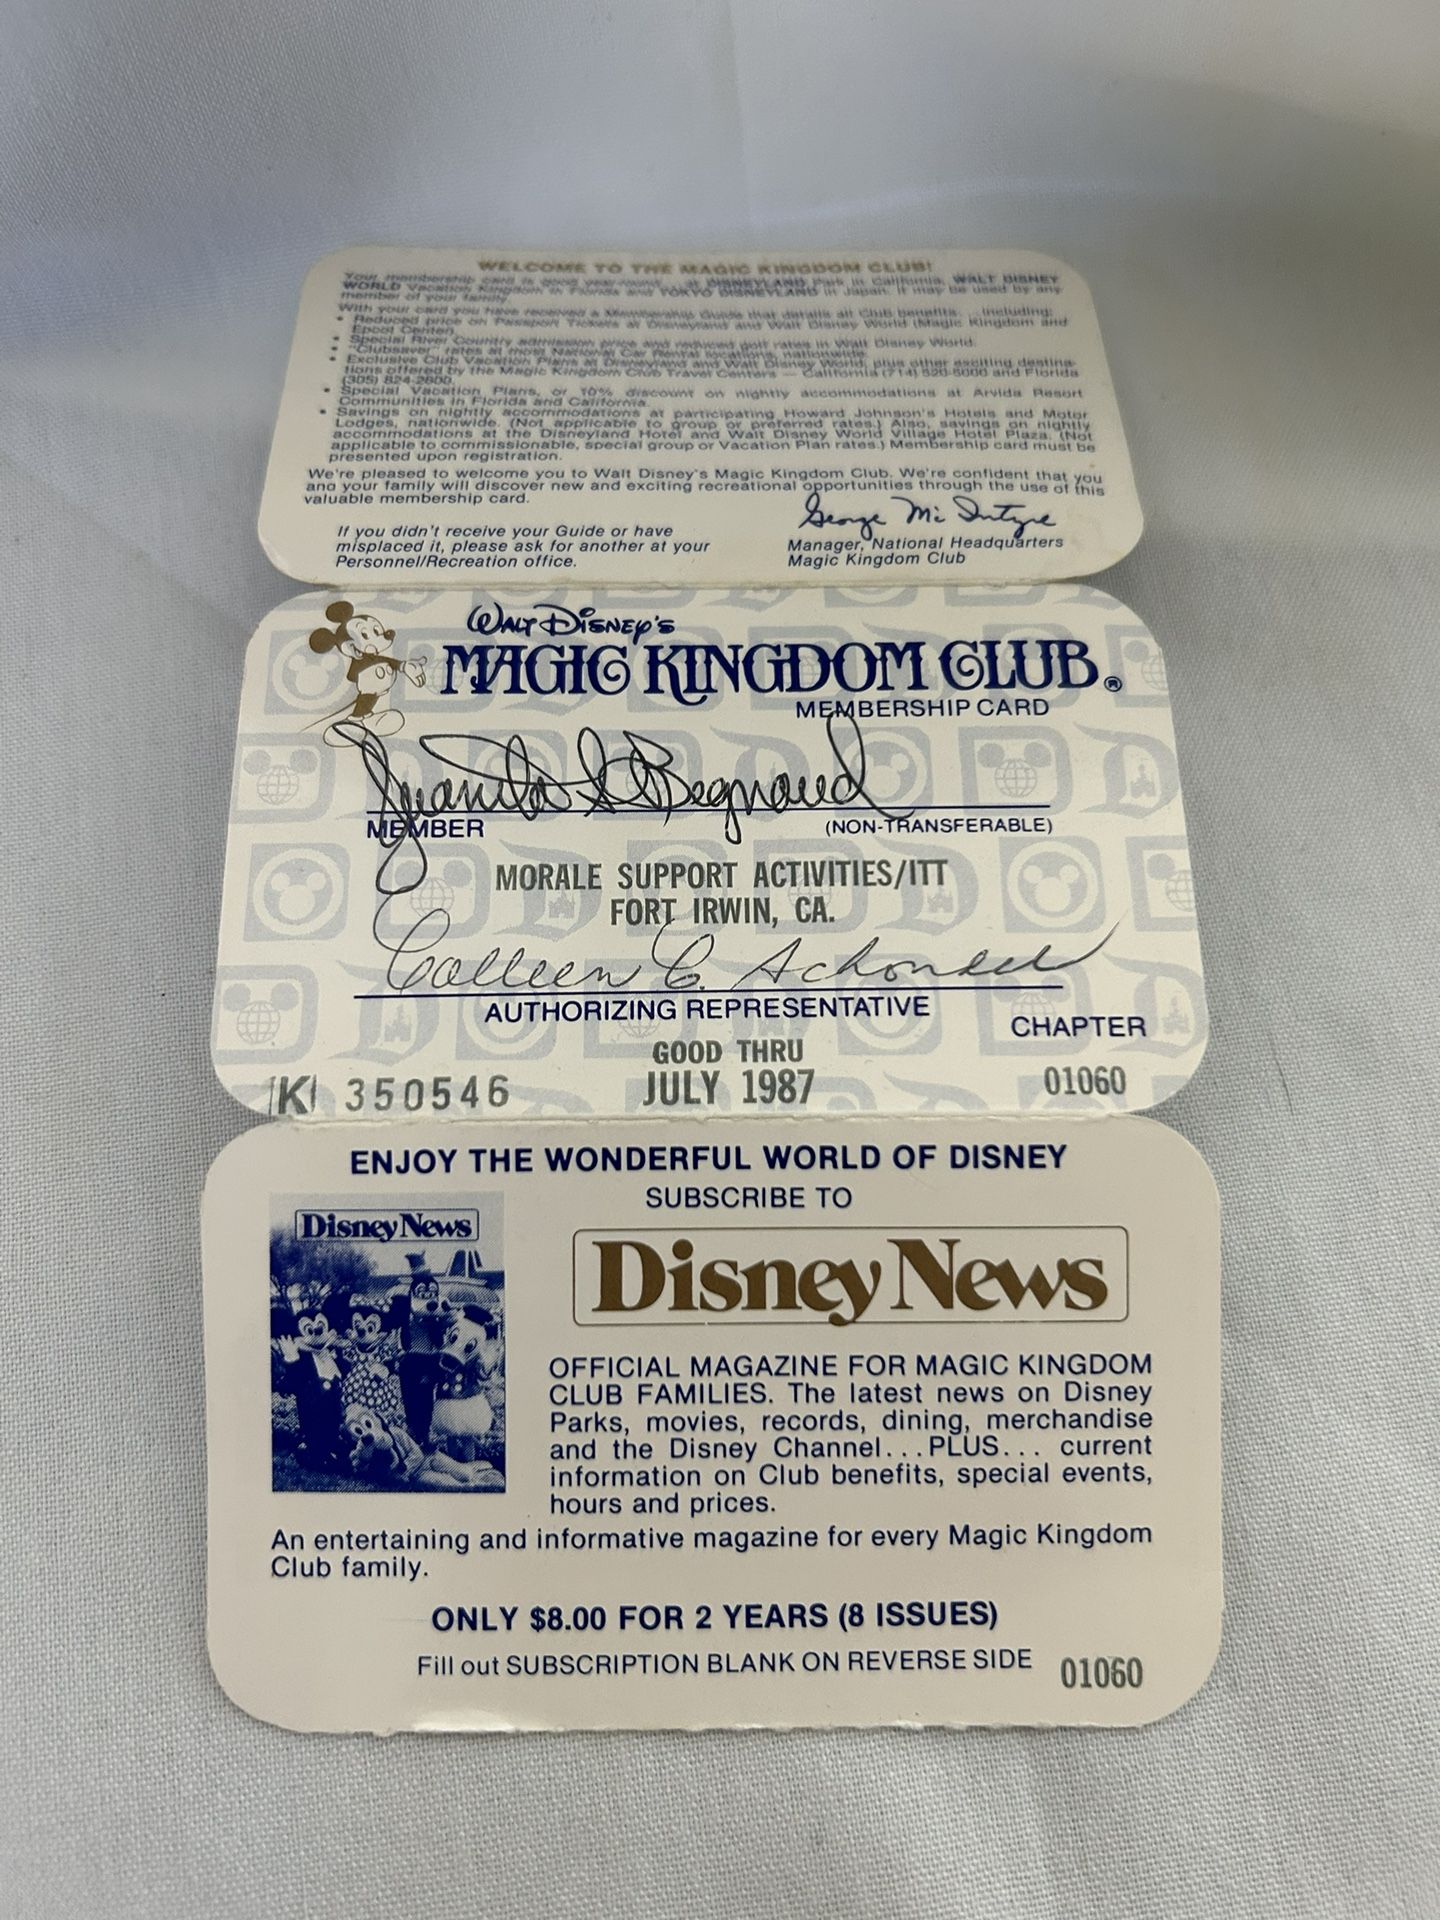 WELCOME TO THE MAGIC KINGDOM CLUB!
Your membership card is good year-round... at DISNEYLAND Park in California, WALT DISNEY
WORLD Vacation Kingdom in Florida and TOKYO DISNEYLAND in Japan. It may be used by any
member of your family.
With your card you have received a Membership Guide that details all Club benefits... including:
• Reduced price on Passport Tickets at Disneyland and Walt Disney World (Magic Kingdom and
Epcot Center).
• Special River Country admission price and reduced golf rates in Walt Disney World.
• "Clubsaver" rates at most National Car Rental locations, nationwide.
• Exclusive Club Vacation Plans at Disneyland and Walt Disney World, plus other exciting destina-
tions offered by the Magic Kingdom Club Travel Centers — California (714) 520-5000 and Florida
(305) 824-2600.
• Special Vacation Plans, or 10% discount on nightly accommodations at Arvida Resort
Communities in Florida and California.
• Savings on nightly accommodations at participating Howard Johnson's Hotels and Motor
Lodges, nationwide. (Not applicable to group or preferred rates.) Also, savings on nightly
accommodations at the Disneyland Hotel and Walt Disney World Village Hotel Plaza. (Not
applicable to commissionable, special group or Vacation Plan rates.) Membership card must be
presented upon registration.
We're pleased to welcome you to Walt Disney's Magic Kingdom Club. We're confident that you
and your family will discover new and exciting recreational opportunities through the use of this
valuable membership card.
George McIntyre
If you didn't receive your Guide or have
misplaced it, please ask for another at your
Personnel/Recreation office.
Manager, National Headquarters
Magic Kingdom Club
WALT DISNEY'S
MAGIC KINGDOM CLUB®
MEMBERSHIP CARD
Juanita S Begnaud
MEMBER (NON-TRANSFERABLE)
MORALE SUPPORT ACTIVITIES/ITT
FORT IRWIN, CA.
Colleen C.
AUTHORIZING REPRESENTATIVE
CHAPTER
GOOD THRU
K 350546 JULY 1987 01060
ENJOY THE WONDERFUL WORLD OF DISNEY
SUBSCRIBE TO
Disney News
Disney News
OFFICIAL MAGAZINE FOR MAGIC KINGDOM
CLUB FAMILIES. The latest news on Disney
Parks, movies, records, dining, merchandise
and the Disney Channel...PLUS... current
information on Club benefits, special events,
hours and prices.
An entertaining and informative magazine for every Magic Kingdom
Club family.
ONLY $8.00 FOR 2 YEARS (8 ISSUES)
Fill out SUBSCRIPTION BLANK ON REVERSE SIDE 01060